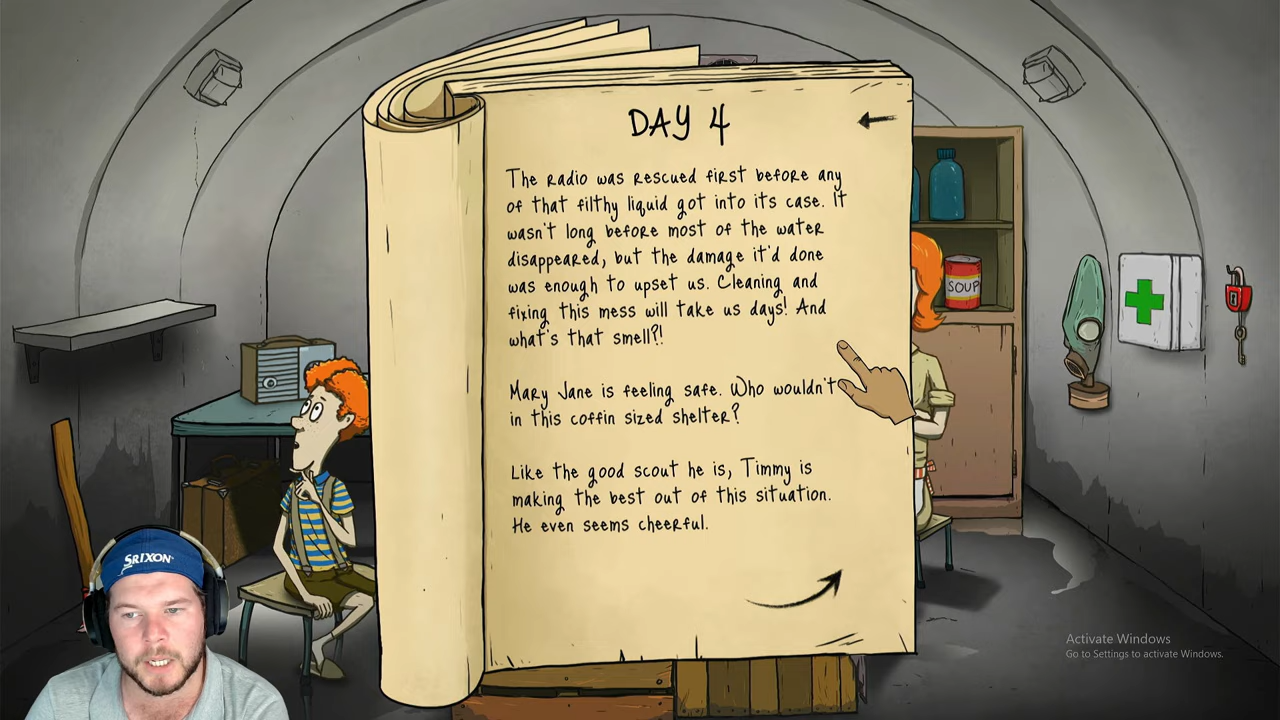 DAY 4
The radio was rescued first before any
of that filthy liquid got into its case. It
wasn't long before most of the water
disappeared, but the damage it'd done
was enough to upset us. Cleaning and
fixing this mess will take us days! And
what's that smell?!
Mary Jane is feeling safe. Who wouldn't
in this coffin sized shelter?
Like the good scout he is, Timmy is
making the best out of this situation.
He even seems cheerful.
SOUP
SRIXON
Activate Windows
Go to Settings to activate Windows.